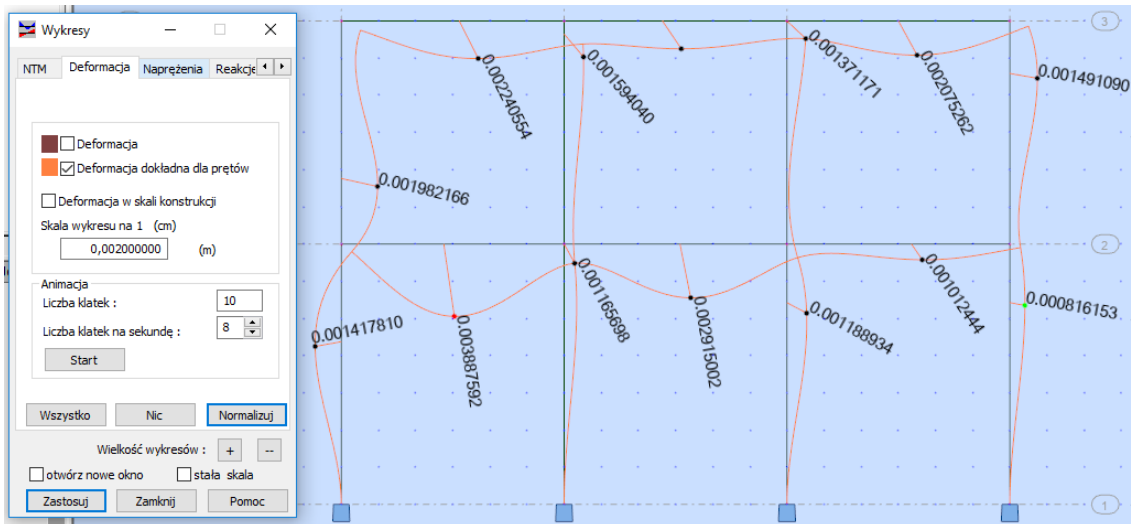 Wykresy
NTM Deformacja Naprężenia Reakcje
Deformacja
Deformacja dokładna dla prętów
Deformacja w skali konstrukcji
Skala wykresu na 1 (cm)
0,002000000 (m)
Animacja
Liczba klatek : 10
Liczba klatek na sekundę : 8
Start
Wszystko Nic Normalizuj
Wielkość wykresów : + --
otwórz nowe okno stała skala
Zastosuj Zamknij Pomoc
3
0.002240554
0.001594040
0.001371171
0.002075262
0.001491090
0.001982166
2
0.001417810
0.003887592
0.001165698
0.002915002
0.001188934
0.001012444
0.000816153
1